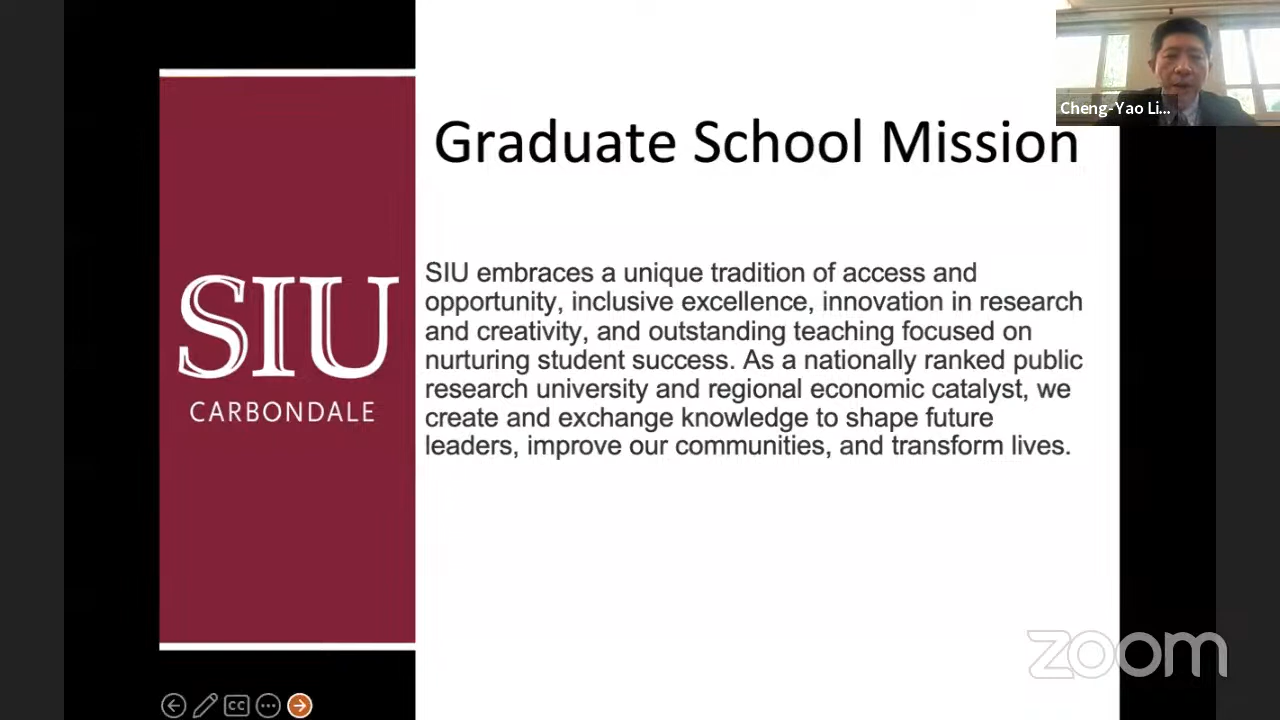 Cheng-Yao Li...
Graduate School Mission
SIU
CARBONDALE
SIU embraces a unique tradition of access and
opportunity, inclusive excellence, innovation in research
and creativity, and outstanding teaching focused on
nurturing student success. As a nationally ranked public
research university and regional economic catalyst, we
create and exchange knowledge to shape future
leaders, improve our communities, and transform lives.
zoom
CC